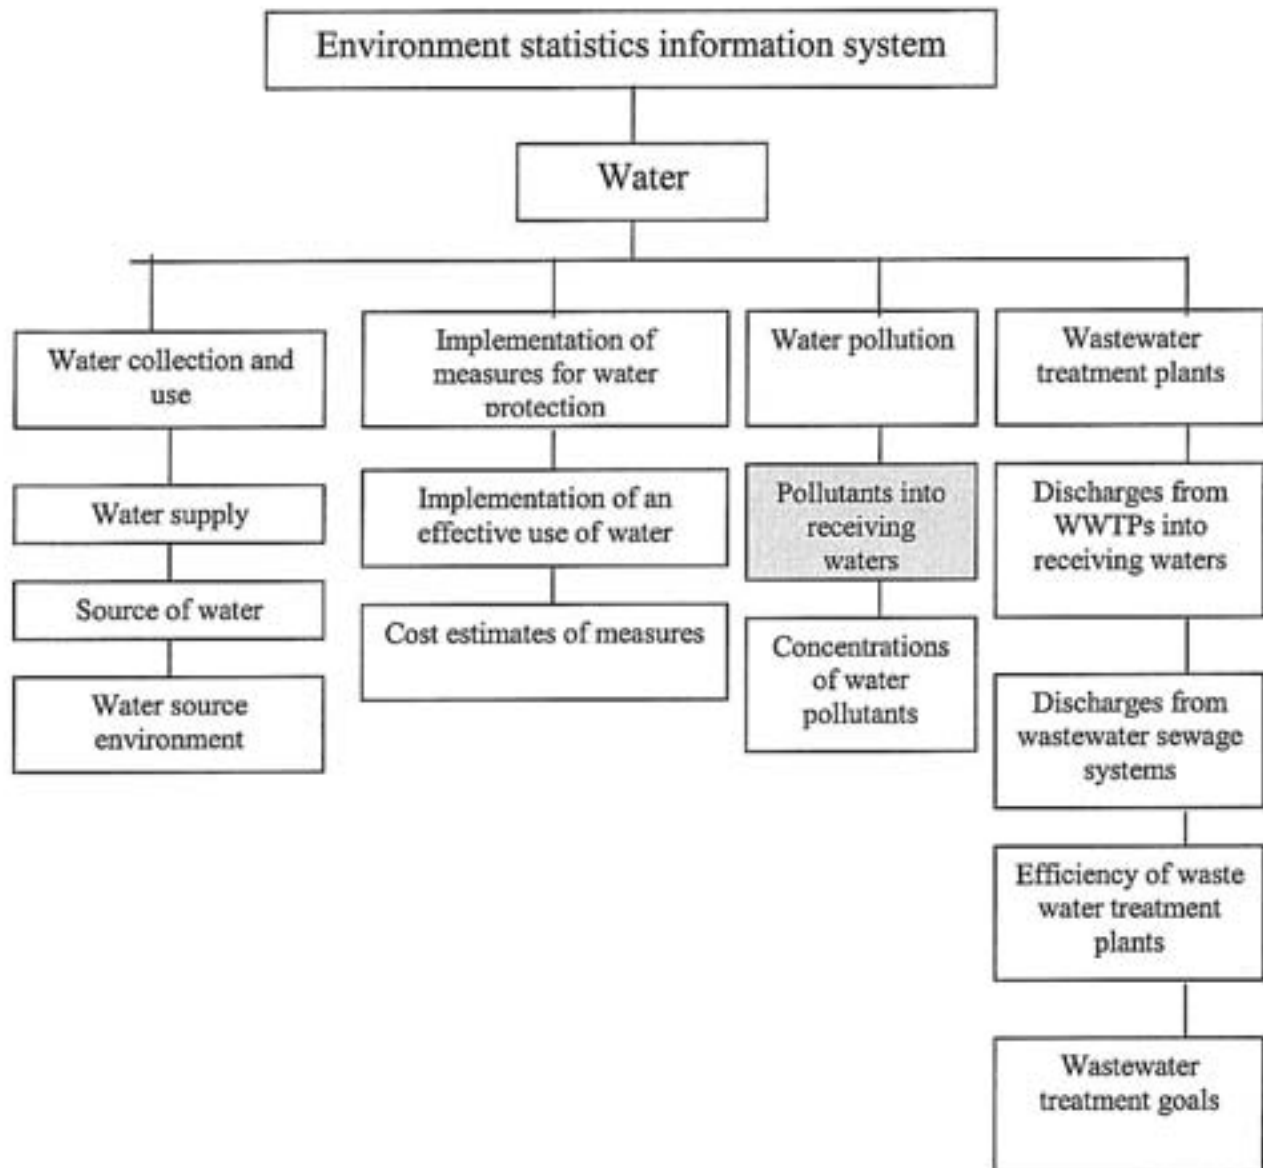 Environment statistics information system
Water
Water collection and
use
Water supply
Source of water
Water source
environment
Implementation of
measures for water
protection
Implementation of an
effective use of water
Cost estimates of measures
Water pollution
Pollutants into
receiving
waters
Concentrations
of water
pollutants
Wastewater
treatment plants
Discharges from
WWTPs into
receiving waters
Discharges from
wastewater sewage
systems
Efficiency of waste
water treatment
plants
Wastewater
treatment goals